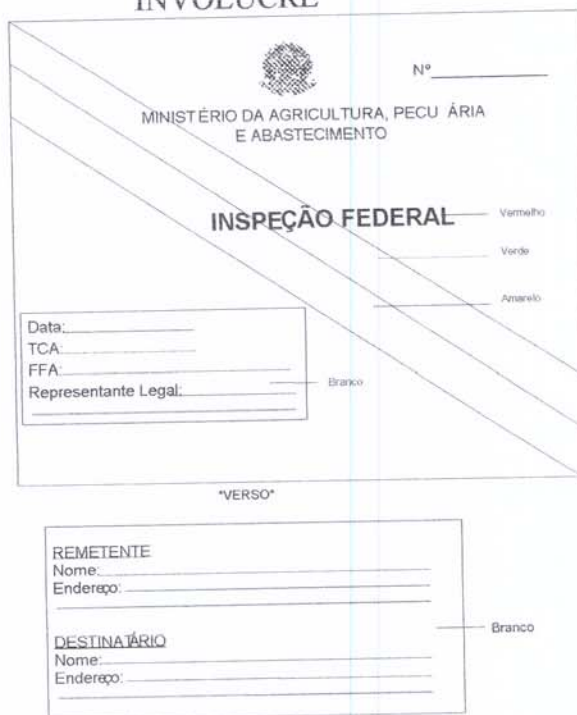 INVOLUCRE
Nº
MINISTÉRIO DA AGRICULTURA, PECUÁRIA
E ABASTECIMENTO
INSPEÇÃO FEDERAL
Vermelho
Verde
Amarelo
Data:
TCA:
FFA:
Representante Legal:
Branco
"VERSO"
REMETENTE
Nome:
Endereço:
Branco
DESTINATÁRIO
Nome:
Endereço: